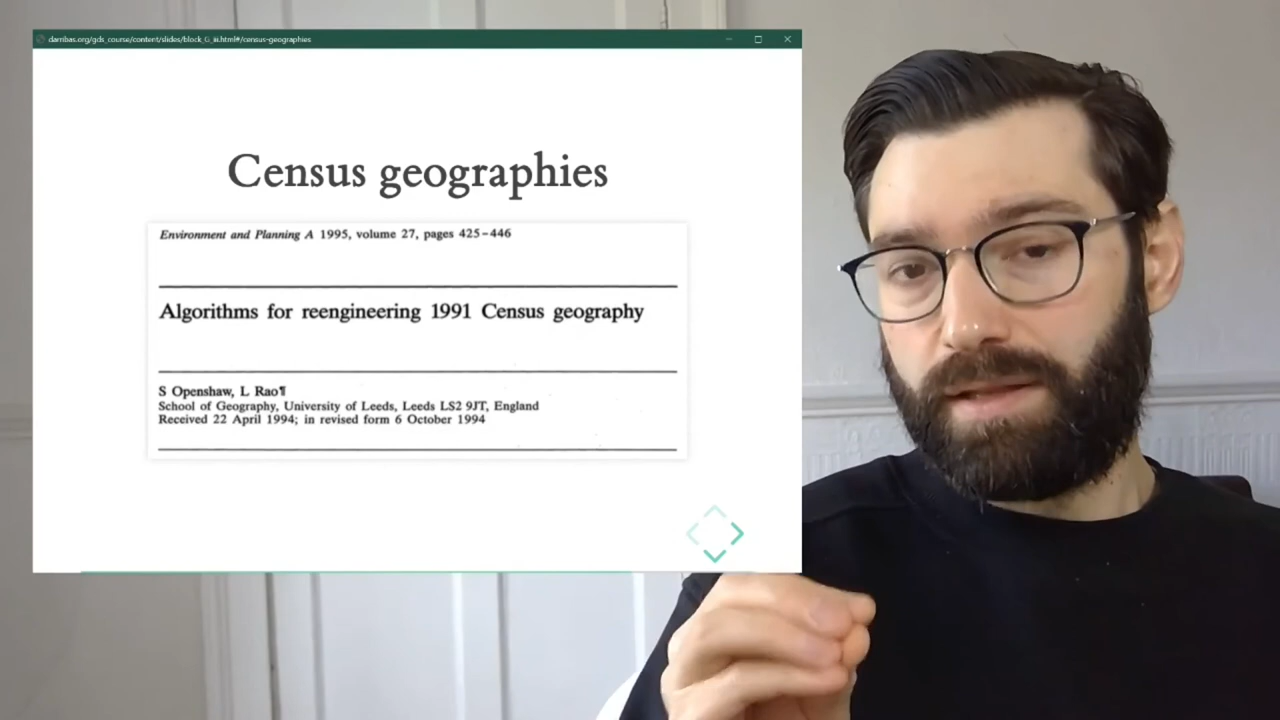 darribas.org/gds_course/content/slides/block_G_iii.html#/census-geographies
Census geographies
Environment and Planning A 1995, volume 27, pages 425–446
Algorithms for reengineering 1991 Census geography
S Openshaw, L Rao¶
School of Geography, University of Leeds, Leeds LS2 9JT, England
Received 22 April 1994; in revised form 6 October 1994